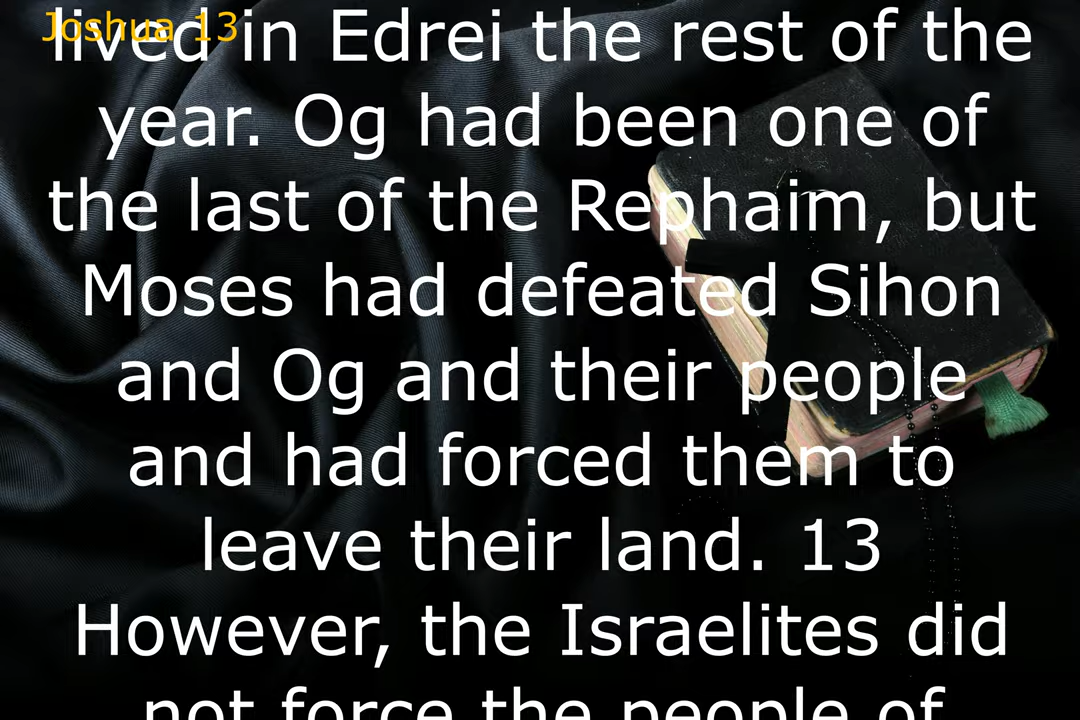 Joshua 13
lived in Edrei the rest of the
year. Og had been one of
the last of the Rephaim, but
Moses had defeated Sihon
and Og and their people
and had forced them to
leave their land. 13
However, the Israelites did
not force the people of